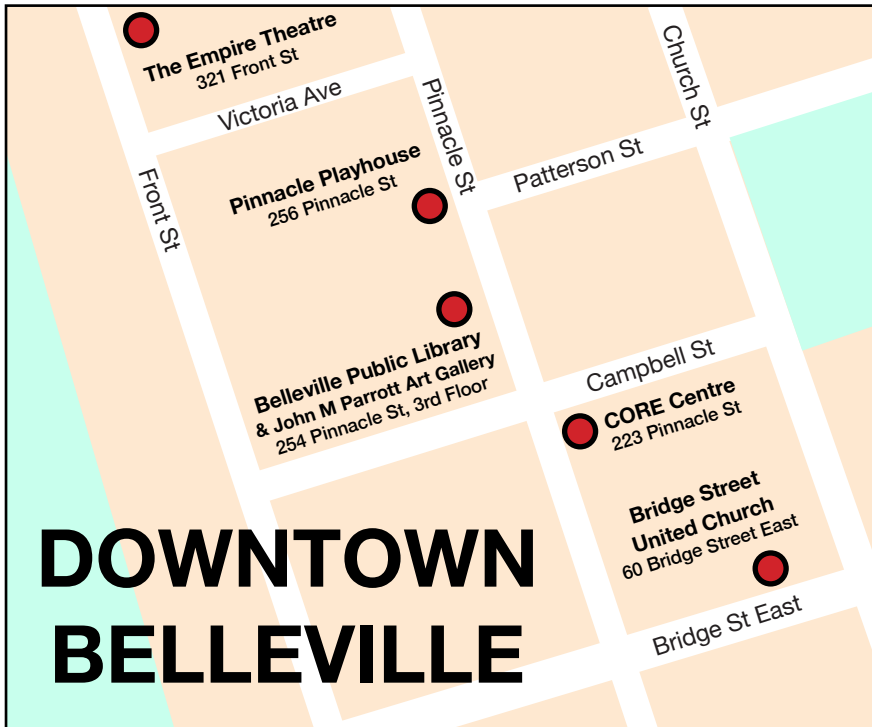 The Empire Theatre
321 Front St
Victoria Ave
Church St
Pinnacle St
Patterson St
Pinnacle Playhouse
256 Pinnacle St
Front St
Belleville Public Library
& John M Parrott Art Gallery
254 Pinnacle St, 3rd Floor
Campbell St
CORE Centre
223 Pinnacle St
Bridge Street
United Church
60 Bridge Street East
Bridge St East
DOWNTOWN
BELLEVILLE